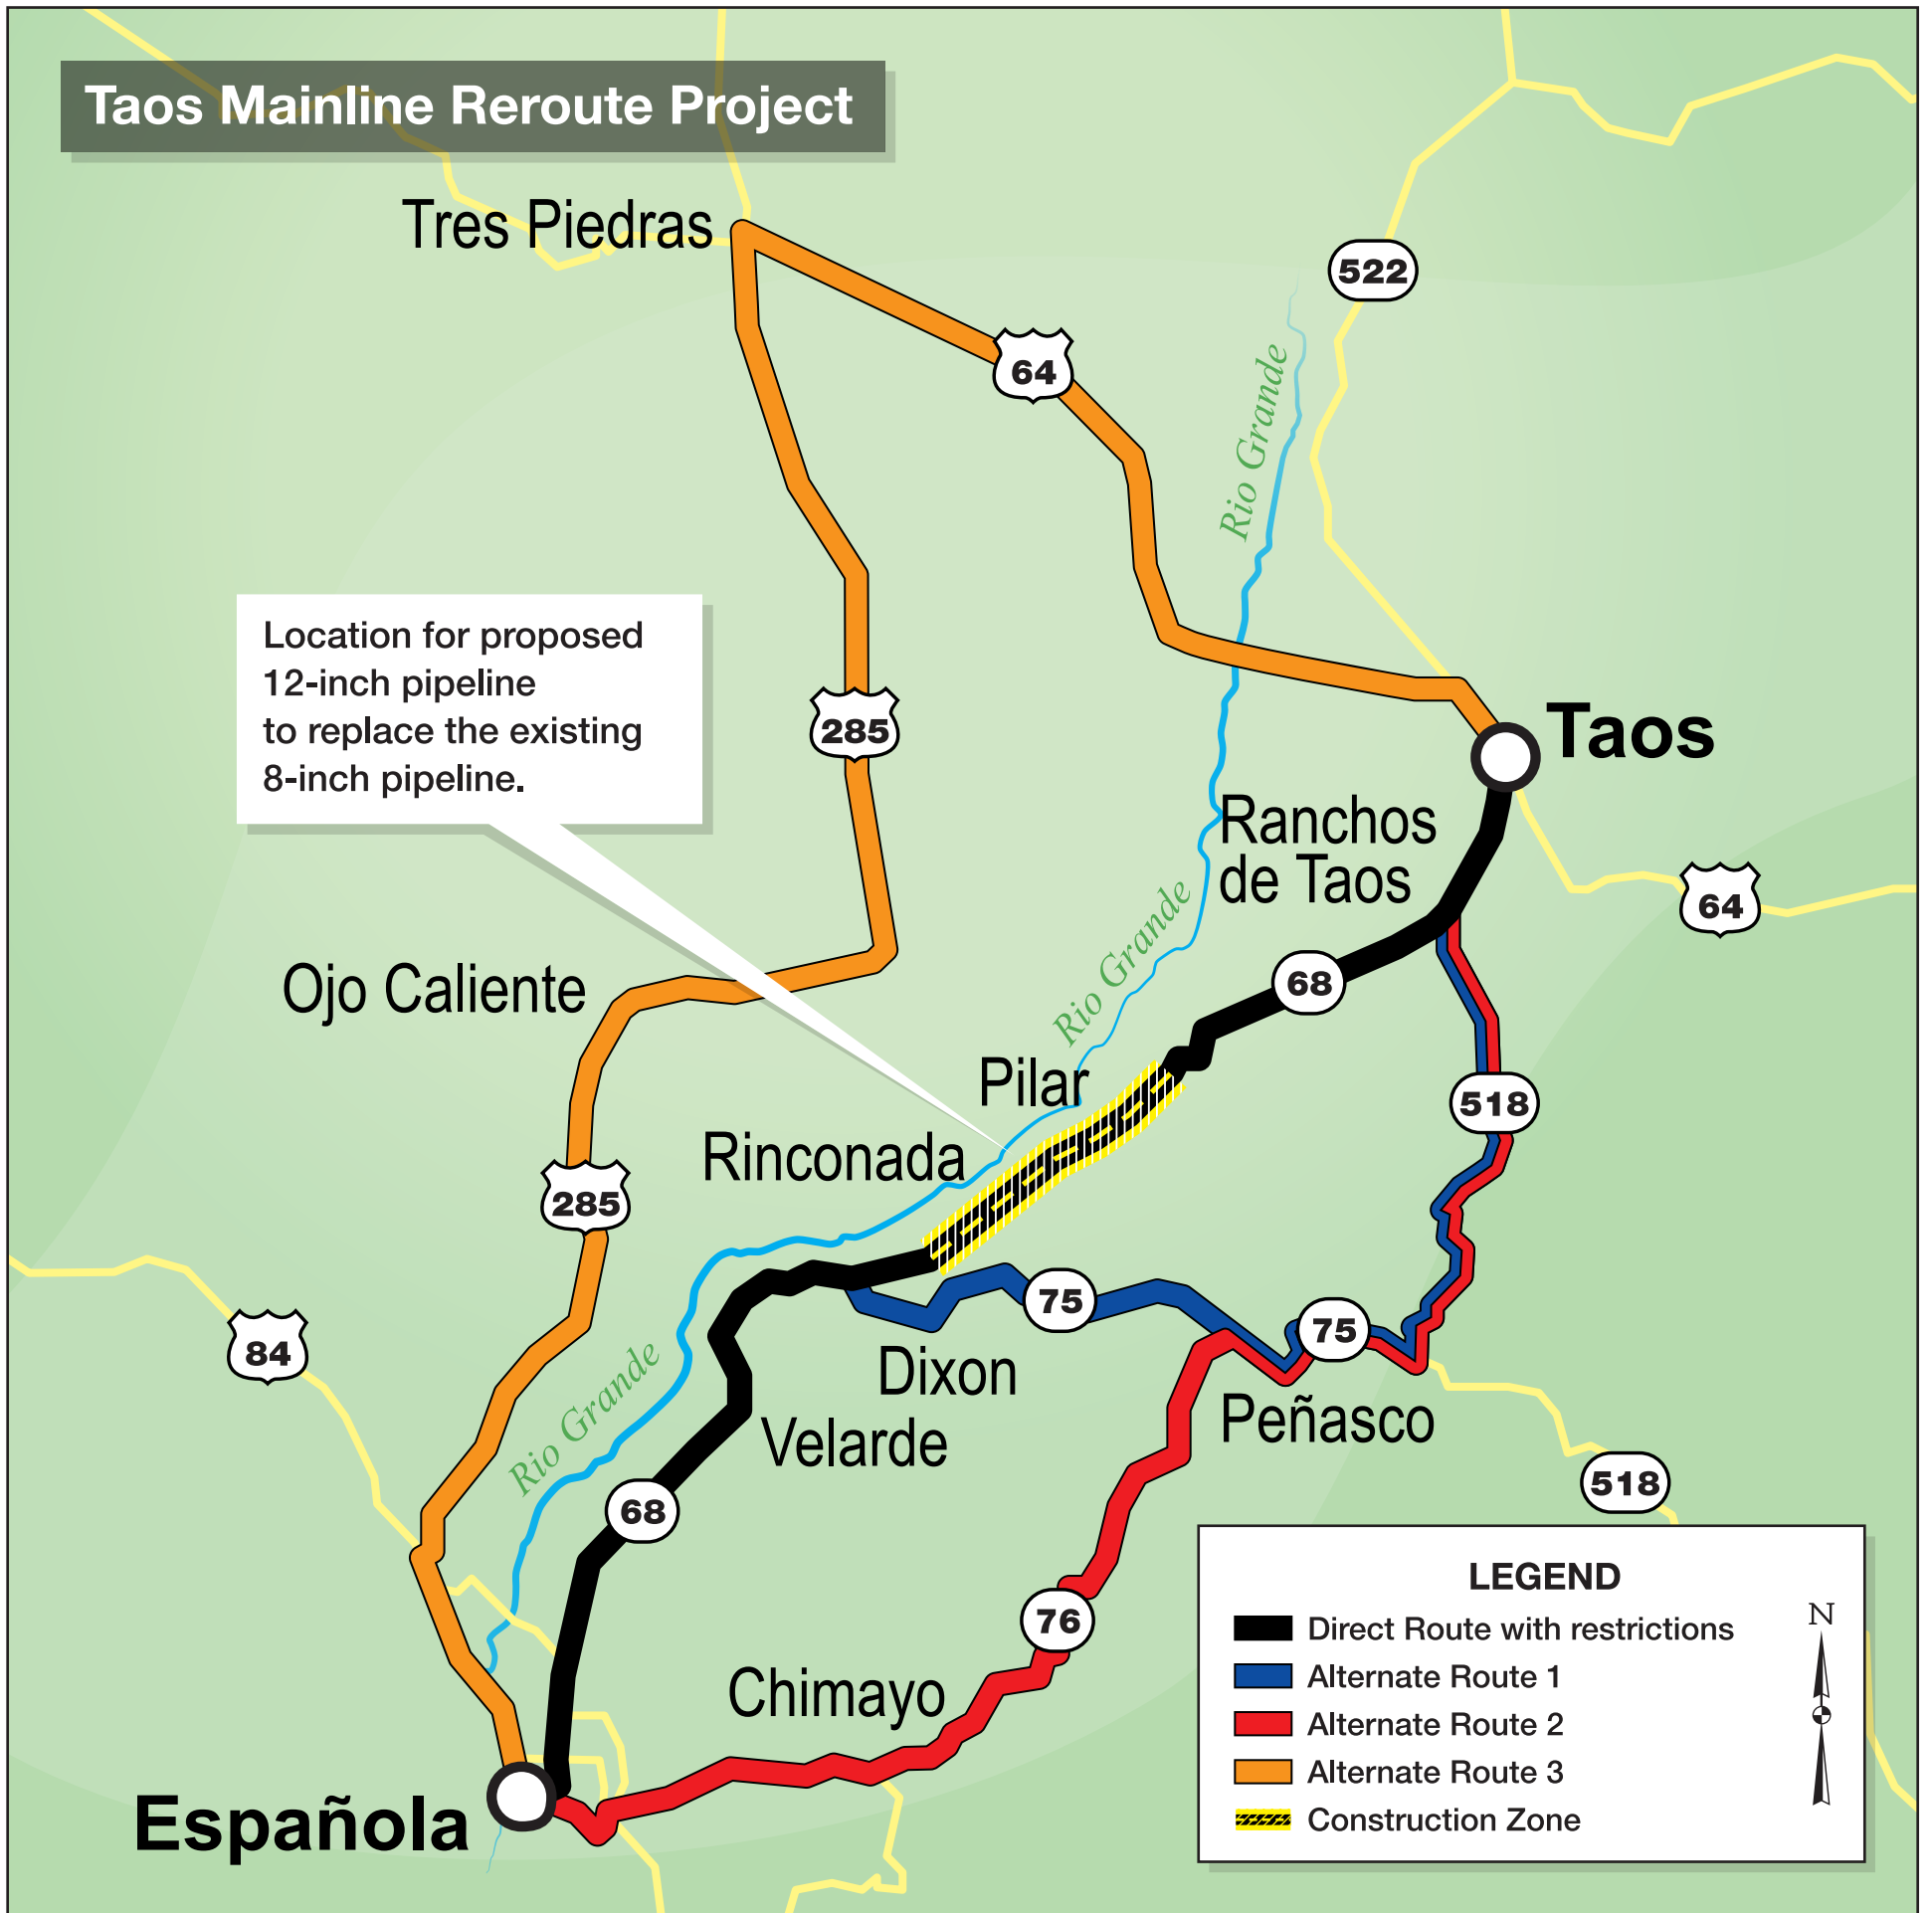 Taos Mainline Reroute Project
Tres Piedras
522
64
Rio Grande
Location for proposed
12-inch pipeline
to replace the existing
8-inch pipeline.
285
Taos
Ranchos
de Taos
64
Rio Grande
68
Ojo Caliente
Pilar
518
Rinconada
285
75
75
84
Dixon
Rio Grande
Peñasco
Velarde
518
68
76
Chimayo
Española
LEGEND
N
Direct Route with restrictions
Alternate Route 1
Alternate Route 2
Alternate Route 3
Construction Zone